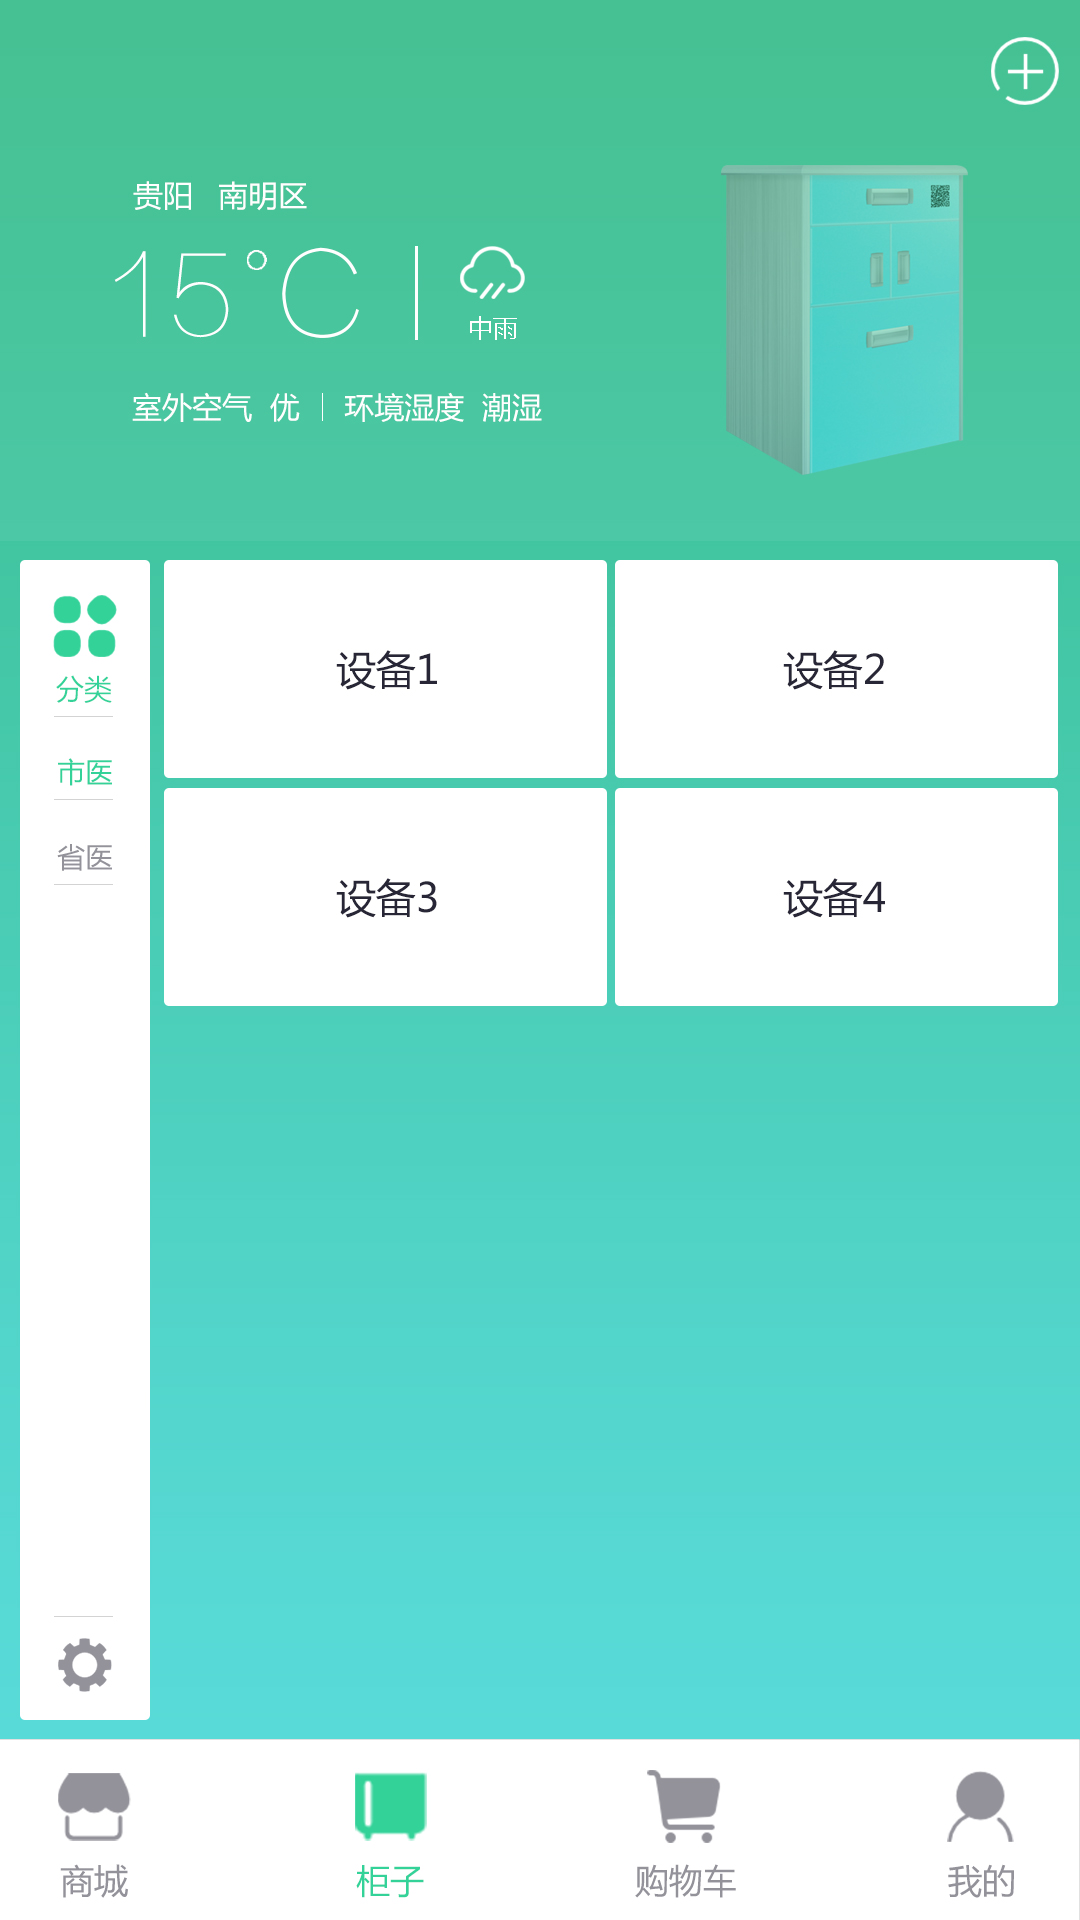 贵阳 南明区
15°C
中雨
室外空气 优 | 环境湿度 潮湿
分类
市医
省医
设备1
设备2
设备3
设备4
商城
柜子
购物车
我的